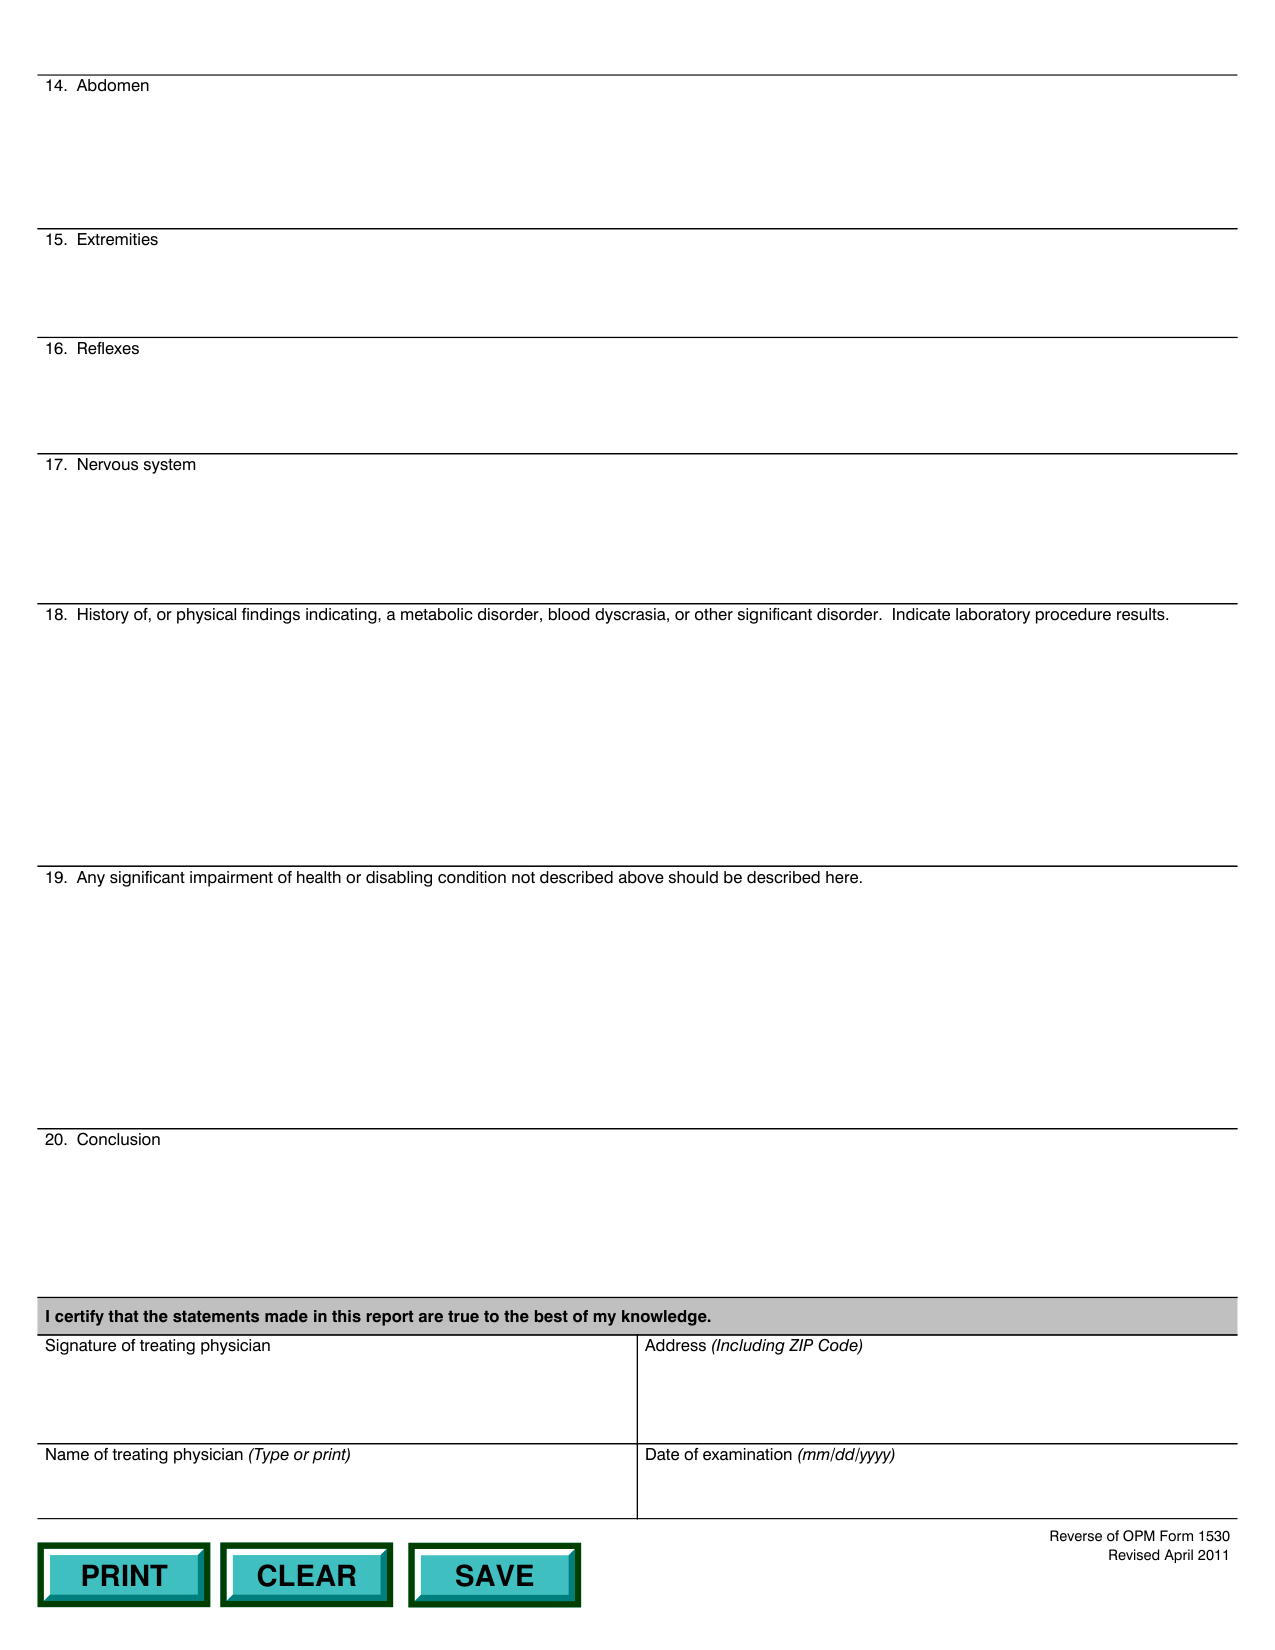 14.  Abdomen
15.  Extremities
16.  Reflexes
17.  Nervous system
18.  History of, or physical findings indicating, a metabolic disorder, blood dyscrasia, or other significant disorder.  Indicate laboratory procedure results.
19.  Any significant impairment of health or disabling condition not described above should be described here.
20.  Conclusion
I certify that the statements made in this report are true to the best of my knowledge.
Signature of treating physician
Address (Including ZIP Code)
Name of treating physician (Type or print)
Date of examination (mm/dd/yyyy)
Reverse of OPM Form 1530
Revised April 2011
PRINT
CLEAR
SAVE